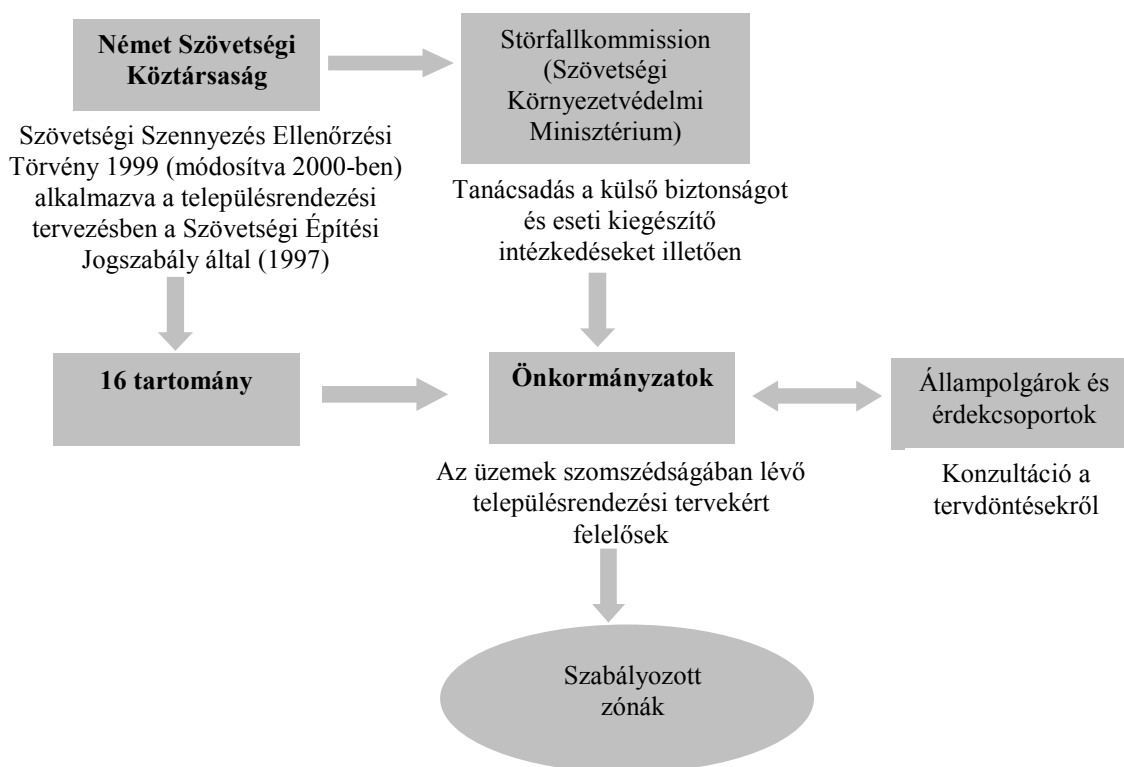 Német Szövetségi
Köztársaság
Störfallkommission
(Szövetségi
Környezetvédelmi
Minisztérium)
Szövetségi Szennyezés Ellenőrzési
Törvény 1999 (módosítva 2000-ben)
alkalmazva a településrendezési
tervezésben a Szövetségi Építési
Jogszabály által (1997)
Tanácsadás a külső biztonságot
és eseti kiegészítő
intézkedéseket illetően
16 tartomány
Önkormányzatok
Állampolgárok és
érdekcsoportok
Az üzemek szomszédságában lévő
településrendezési tervekért
felelősek
Konzultáció a
tervdöntésekről
Szabályozott
zónák